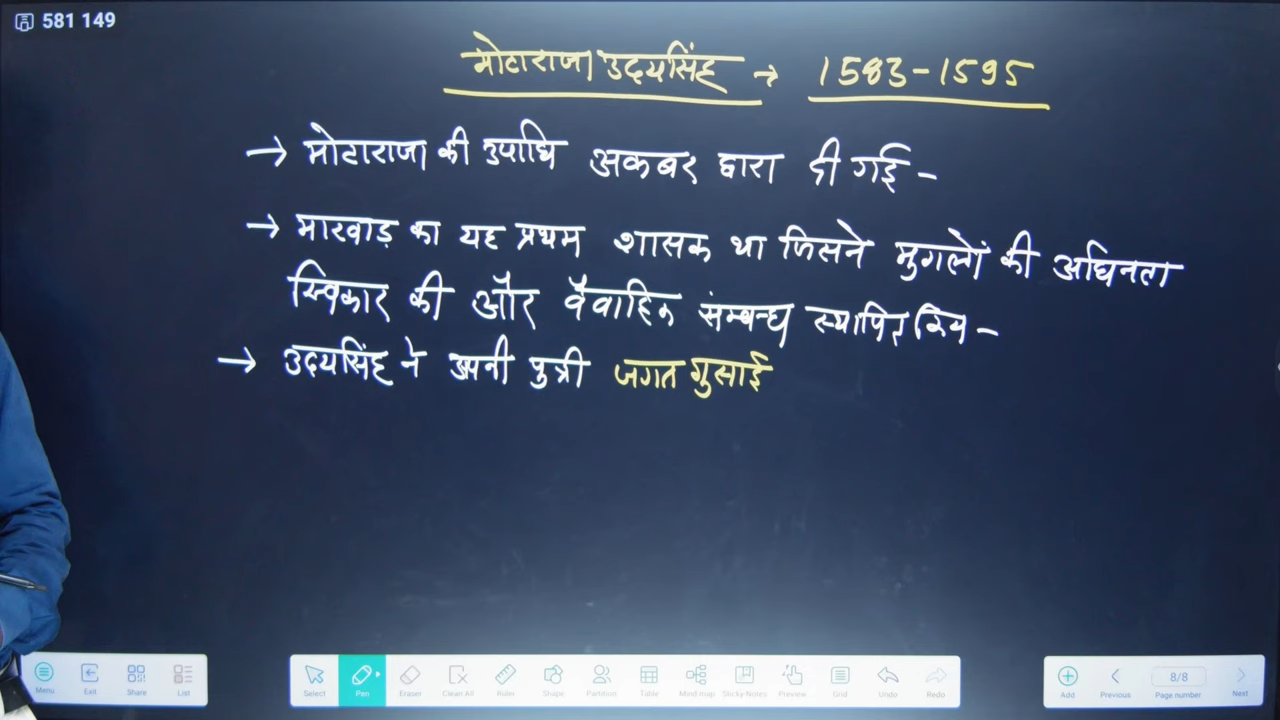 581 149
मोटाराजा उदयसिंह → 1583-1595
→ मोटाराजा की उपाधि अकबर द्वारा दी गई -
→ मारवाड़ का यह प्रथम शासक था जिसने मुगलों की अधिनता
स्विकार की और वैवाहिक संम्बन्ध स्थापित किय -
→ उदयसिंह ने अपनी पुत्री जगत गुसाई
Menu Exit Share List Select Pen Eraser Clean All Ruler Shape Partition Table Mind map Sticky Notes Preview Grid Undo Redo Add Previous 8/8 Page number Next